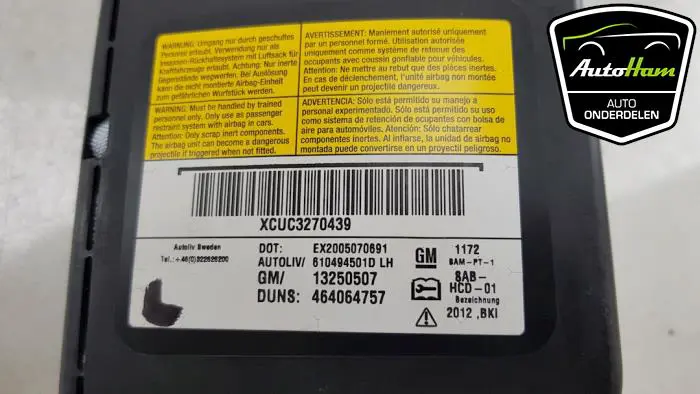 WARNUNG: Umgang nur durch geschultes
Personal erlaubt. Verwendung nur als
Insassen-Rückhaltesystem mit Luftsack für
Kraftfahrzeuge erlaubt. Achtung: Nur inerte
Gegenstände wegwerfen. Bei Auslösung
kann die nicht montierte Airbag-Einheit
zum gefährlichen Wurfstück werden.
AVERTISSEMENT: Maniement autorisé uniquement
par un personnel formé. Utilisation autorisée
uniquement comme système de retenue des
occupants avec coussin gonflable pour véhicules.
Attention: Ne mettre au rebut que des pièces inertes.
En cas de déclenchement, l'unité airbag non montée
peut devenir un projectile dangereux.
WARNING: Must be handled by trained
personnel only. Use only as passenger
restraint system with airbag in cars.
Attention: Only scrap inert components.
The airbag unit can become a dangerous
projectile if triggered when not fitted.
ADVERTENCIA: Sólo está permitido su manejo a
personal experimentado. Sólo está permitido su uso
como sistema de retención de ocupantes con bolsa de
aire para automóviles. Atención: Sólo chatarrear
componentes inertes. Al inflarse, la unidad de airbag no
montada puede convertirse en un proyectil peligroso.
XCUC3270439
Autoliv Sweden
Tel.:+46(0)322626200
DOT: EX2005070691
AUTOLIV/ 610494501D LH
GM/ 13250507
DUNS: 464064757
GM 1172
BAM-PT-1
SAB-
HCD-01
Bezeichnung
2012 ,BKI
AutoHam
AUTO
ONDERDELEN